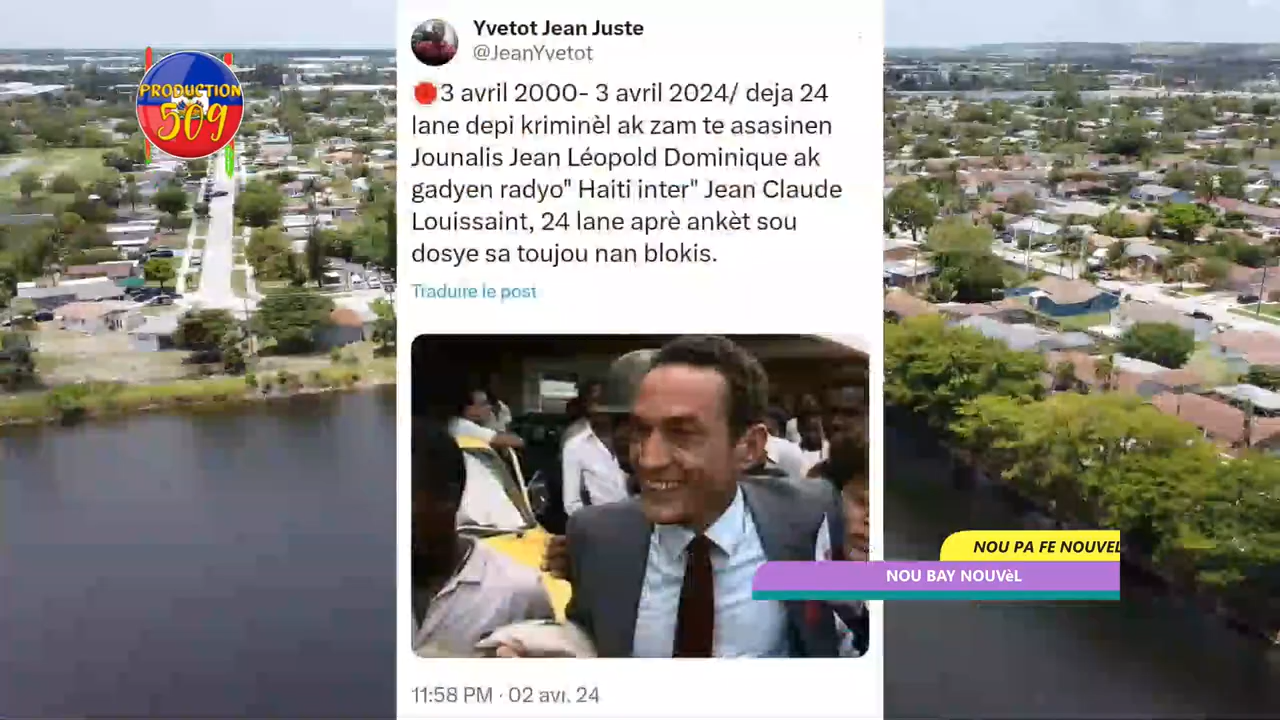 PRODUCTION
509
Yvetot Jean Juste
@JeanYvetot
3 avril 2000- 3 avril 2024/ deja 24
lane depi kriminèl ak zam te asasinen
Jounalis Jean Léopold Dominique ak
gadyen radyo" Haiti inter" Jean Claude
Louissaint, 24 lane aprè ankèt sou
dosye sa toujou nan blokis.
Traduire le post
NOU PA FE NOUVEL
NOU BAY NOUVèL
11:58 PM · 02 avr. 24